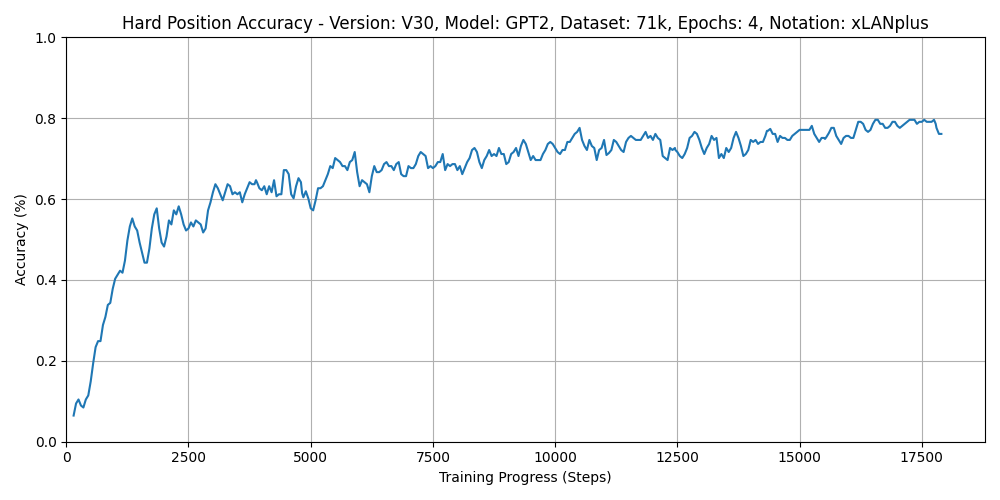 Hard Position Accuracy - Version: V30, Model: GPT2, Dataset: 71k, Epochs: 4, Notation: xLANplus
1.0
0.8
0.6
0.4
0.2
0.0
Accuracy (%)
0 2500 5000 7500 10000 12500 15000 17500
Training Progress (Steps)